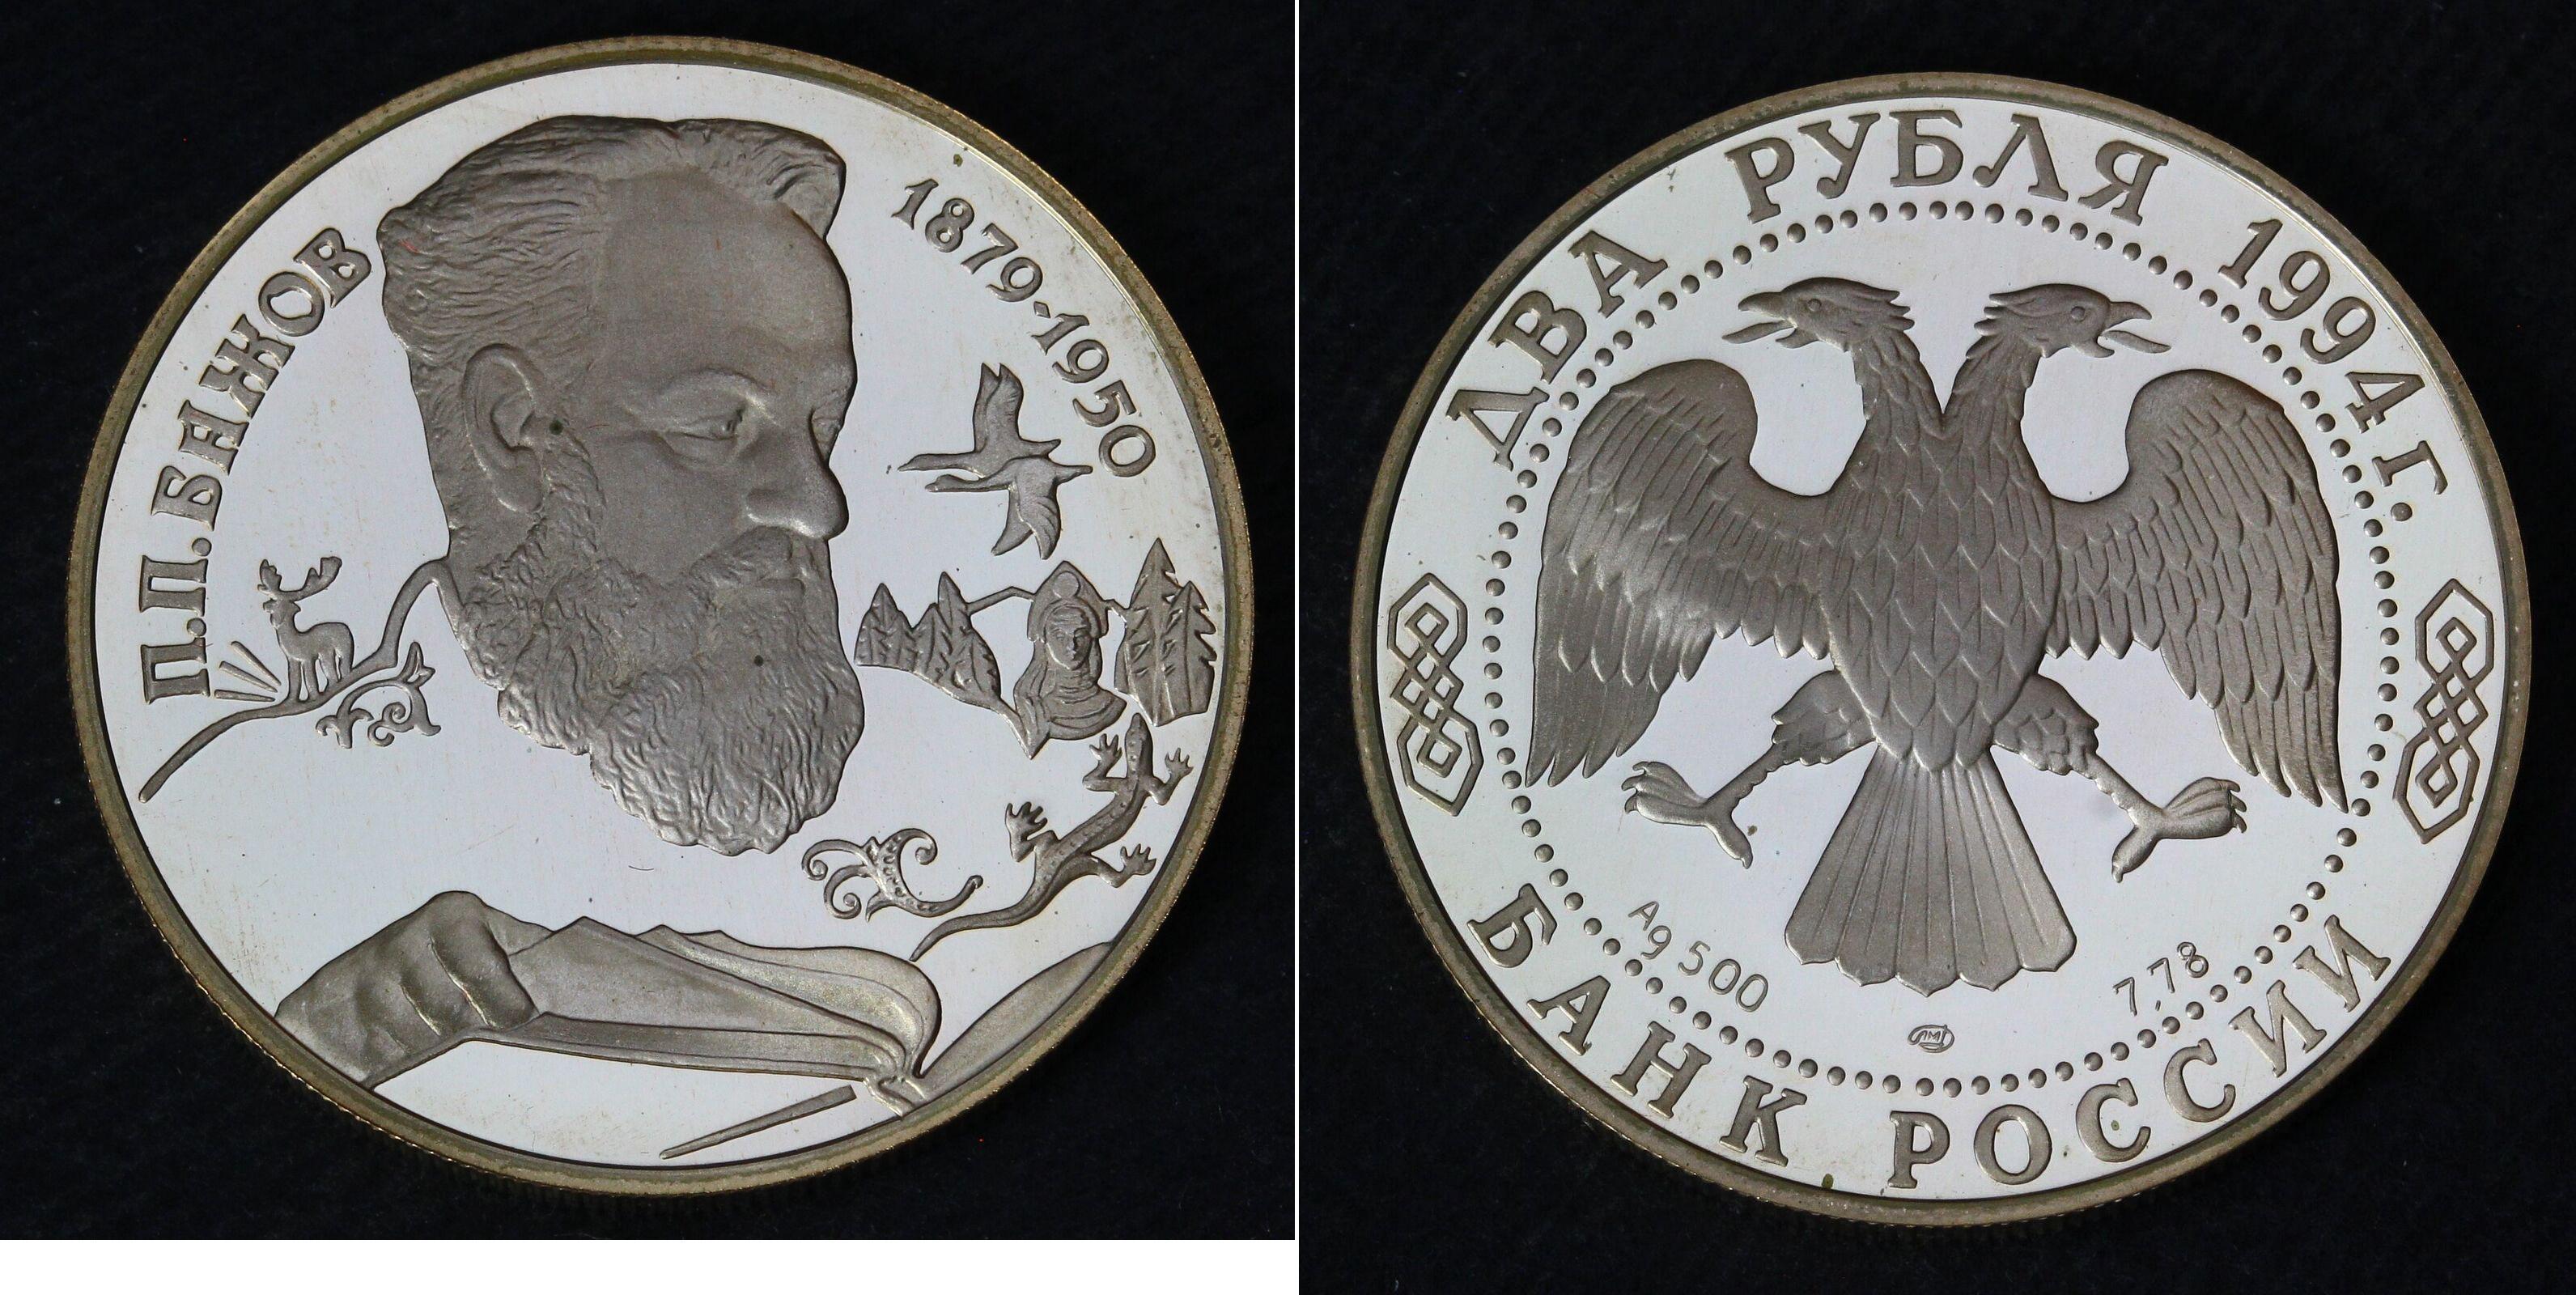 П.П. БАЖОВ
1879-1950
ДВА РУБЛЯ 1994 Г.
Ag 500
7,78
ЛМД
БАНК РОССИИ